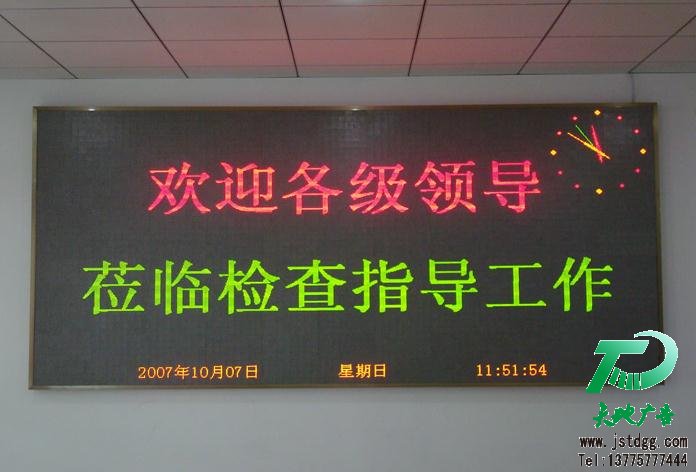 欢迎各级领导
莅临检查指导工作
2007年10月07日 星期日 11:51:54
天映广告
www.jstdgg.com
Tel:13775777444